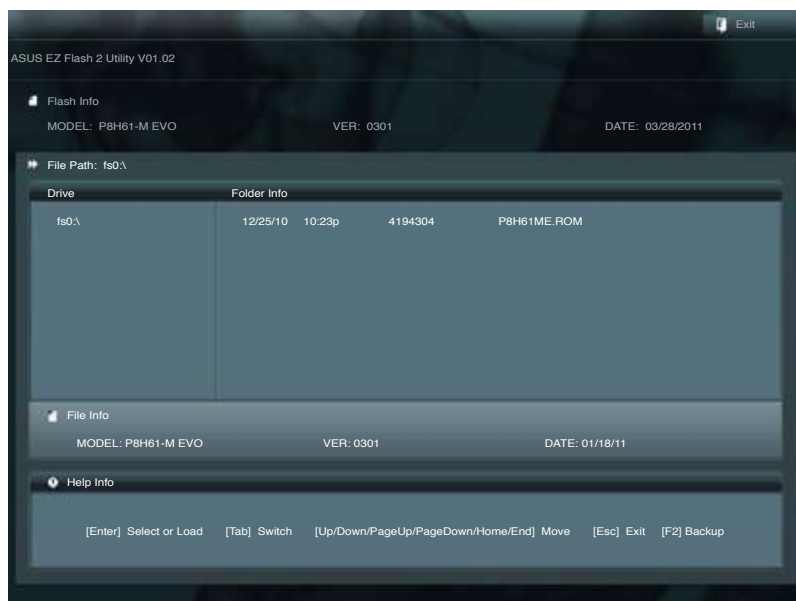 Exit
ASUS EZ Flash 2 Utility V01.02
Flash Info
MODEL: P8H61-M EVO VER: 0301 DATE: 03/28/2011
File Path: fs0:\
Drive Folder Info
fs0:\ 12/25/10 10:23p 4194304 P8H61ME.ROM
File Info
MODEL: P8H61-M EVO VER: 0301 DATE: 01/18/11
Help Info
[Enter] Select or Load [Tab] Switch [Up/Down/PageUp/PageDown/Home/End] Move [Esc] Exit [F2] Backup